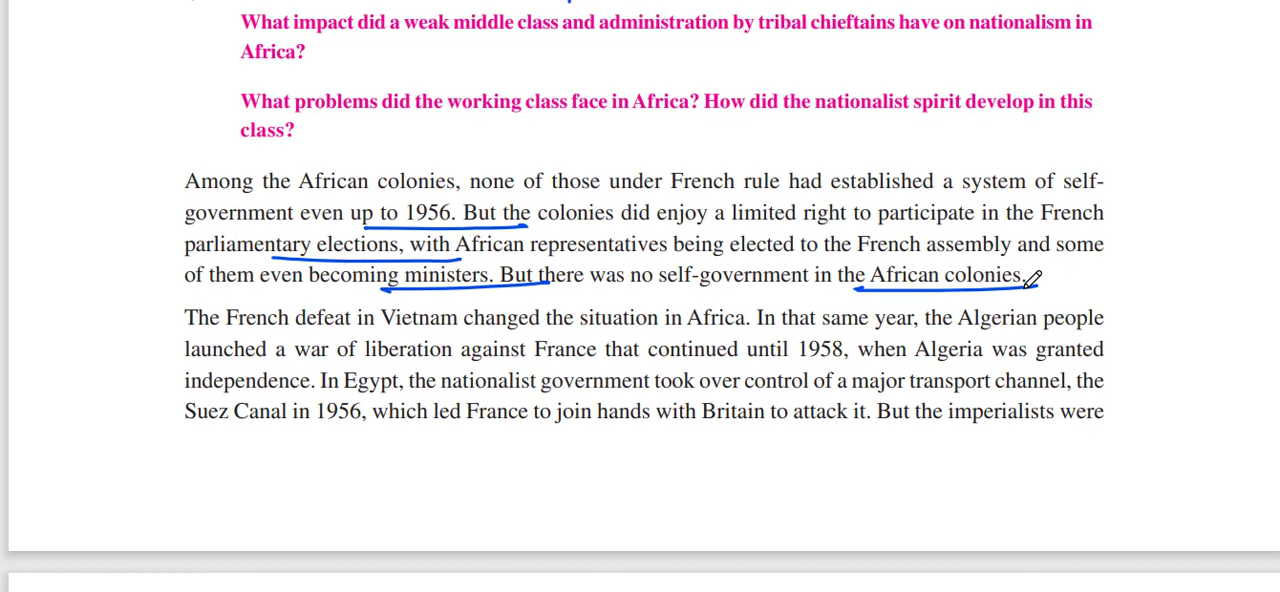 What impact did a weak middle class and administration by tribal chieftains have on nationalism in
Africa?
What problems did the working class face in Africa? How did the nationalist spirit develop in this
class?
Among the African colonies, none of those under French rule had established a system of self-
government even up to 1956. But the colonies did enjoy a limited right to participate in the French
parliamentary elections, with African representatives being elected to the French assembly and some
of them even becoming ministers. But there was no self-government in the African colonies.
The French defeat in Vietnam changed the situation in Africa. In that same year, the Algerian people
launched a war of liberation against France that continued until 1958, when Algeria was granted
independence. In Egypt, the nationalist government took over control of a major transport channel, the
Suez Canal in 1956, which led France to join hands with Britain to attack it. But the imperialists were